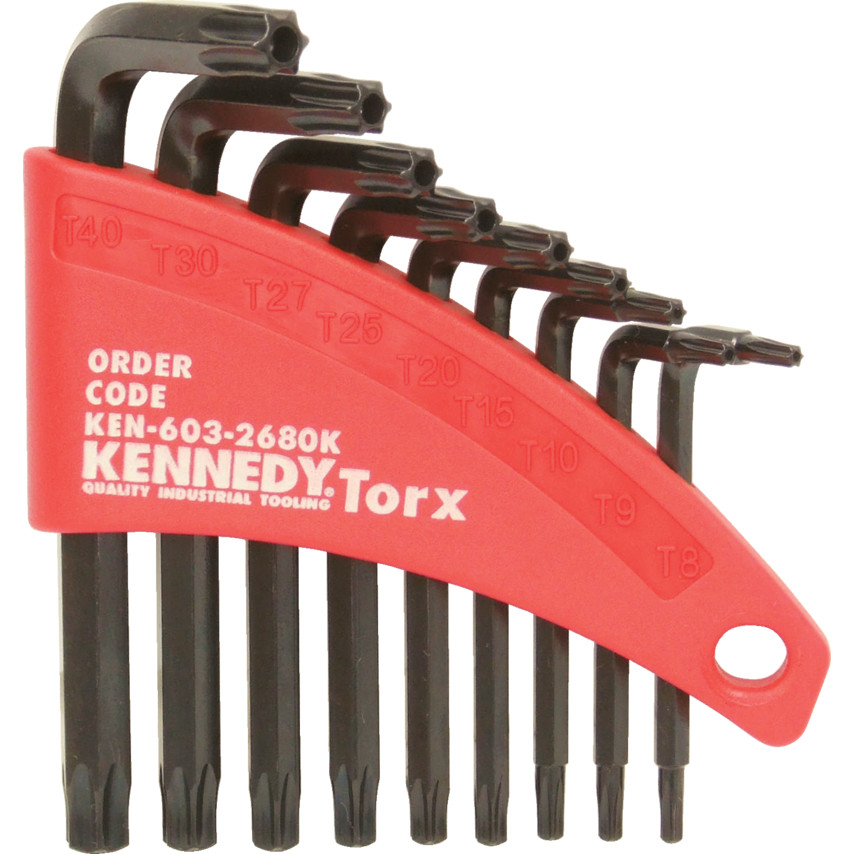 T40
T30
T27
T25
T20
T15
T10
T9
T8
ORDER
CODE
KEN-603-2680K
KENNEDY® Torx
QUALITY INDUSTRIAL TOOLING